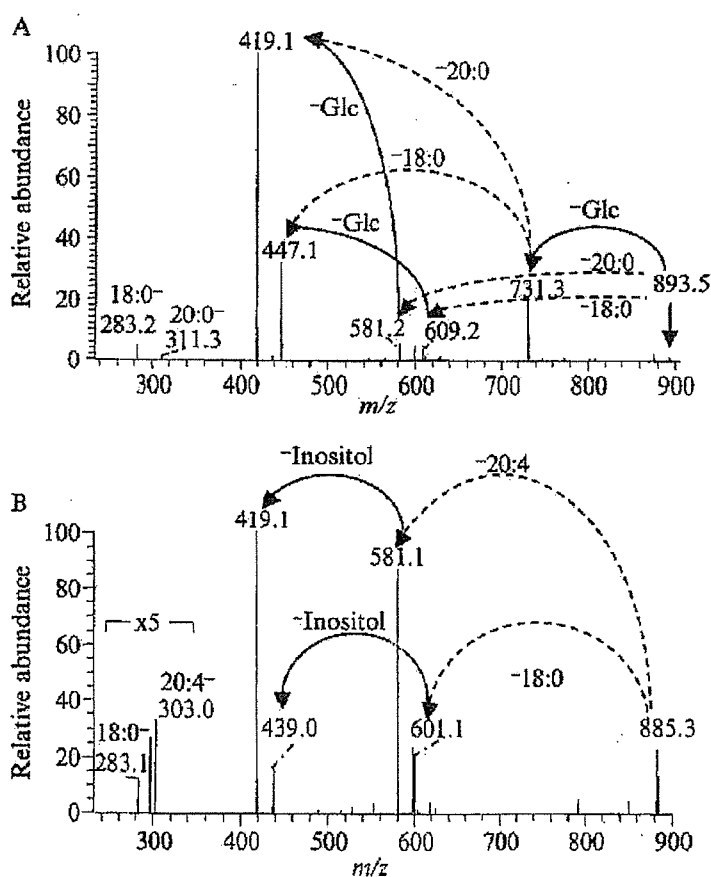 A
Relative abundance
100
80
60
40
20
0
419.1
⁻20:0
⁻Glc
⁻18:0
⁻Glc
⁻Glc
447.1
⁻20:0
731.3
893.5
18:0⁻
283.2
20:0⁻
311.3
581.2
609.2
⁻18:0
300 400 500 600 700 800 900
m/z
B
Relative abundance
100
80
60
40
20
0
⁻Inositol
⁻20:4
419.1
581.1
x5
⁻Inositol
⁻18:0
20:4⁻
303.0
18:0⁻
283.1
439.0
601.1
885.3
300 400 500 600 700 800 900
m/z